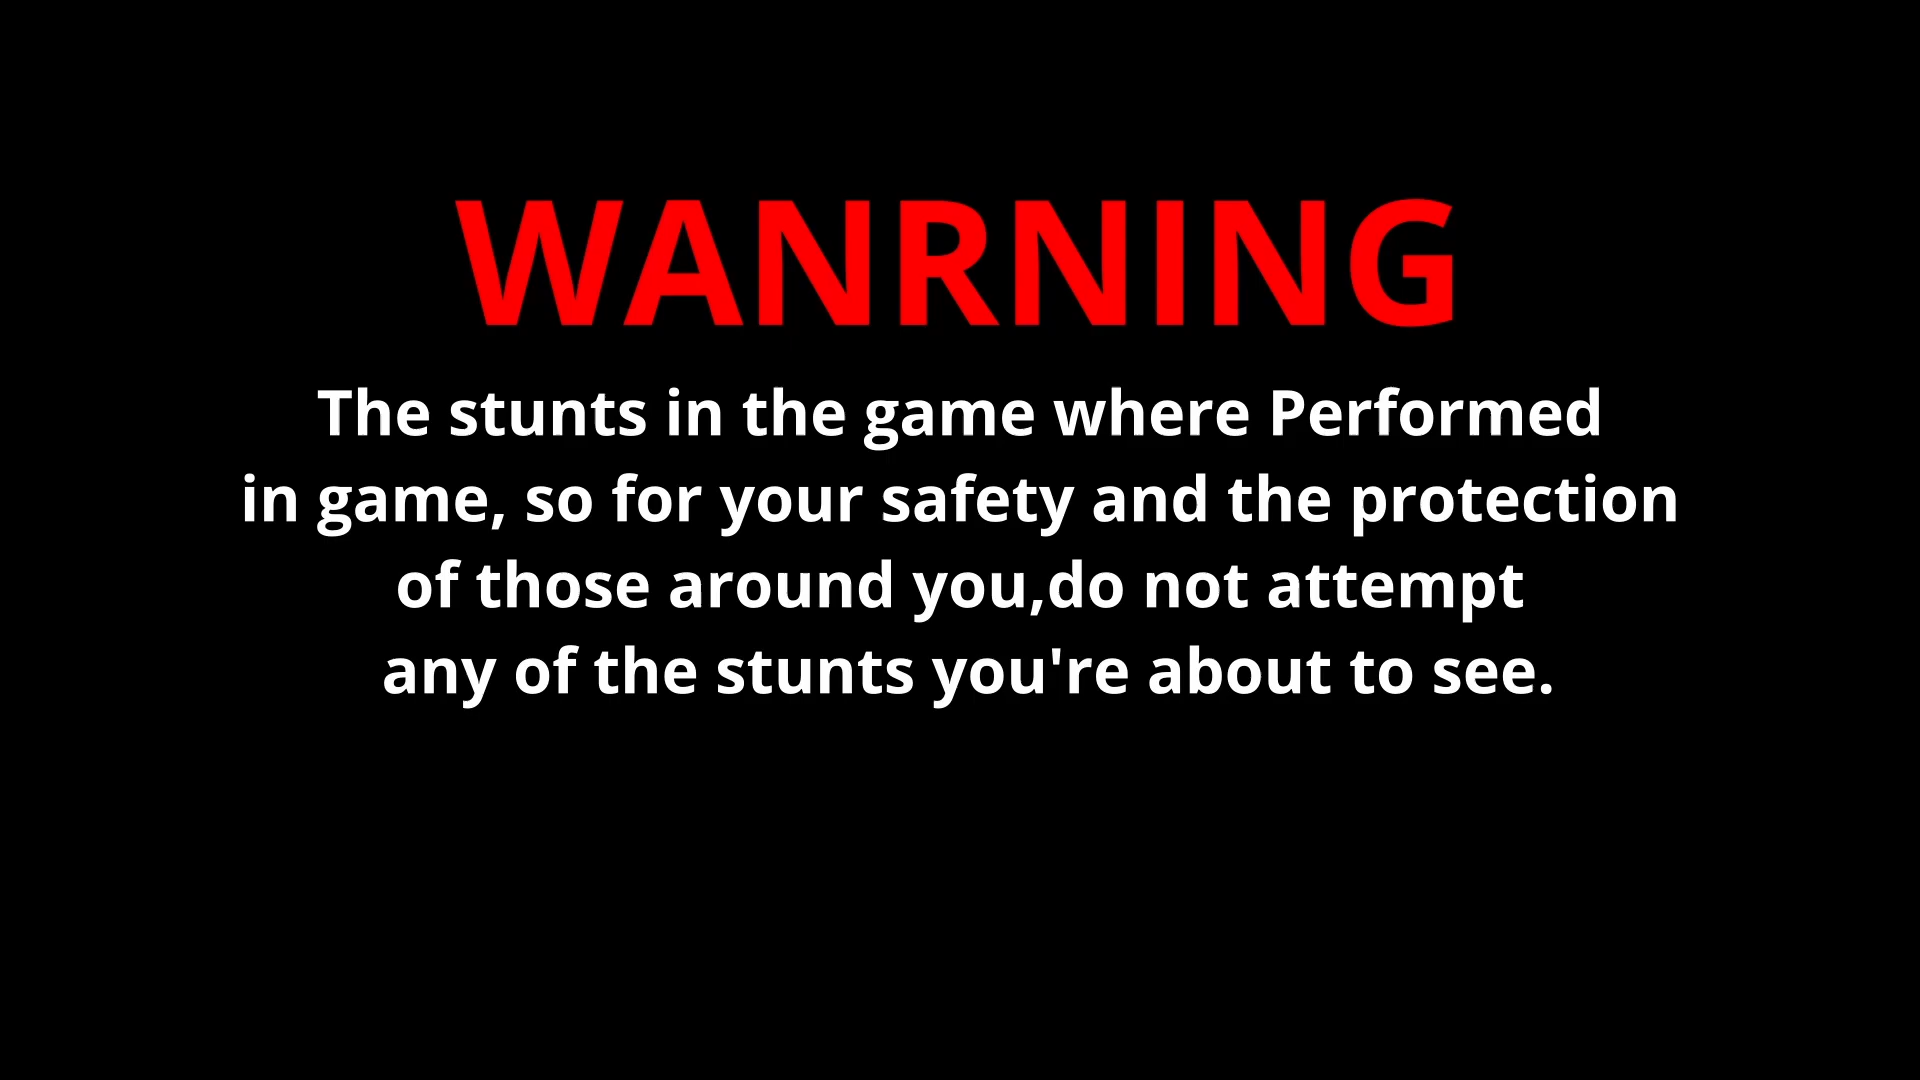 WANRNING
The stunts in the game where Performed
in game, so for your safety and the protection
of those around you,do not attempt
any of the stunts you're about to see.